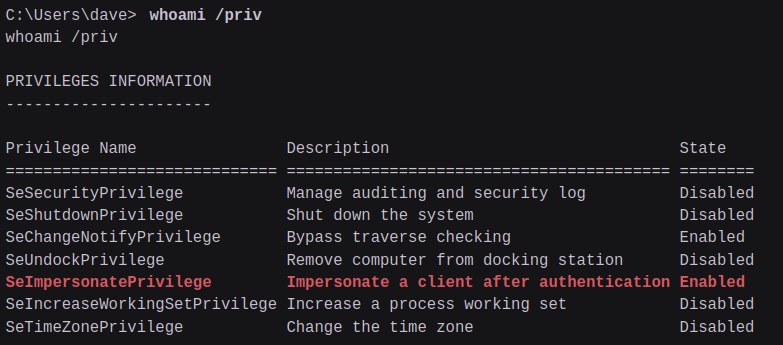 C:\Users\dave> whoami /priv
whoami /priv
PRIVILEGES INFORMATION
----------------------
Privilege Name Description State
============================= ========================================= ========
SeSecurityPrivilege Manage auditing and security log Disabled
SeShutdownPrivilege Shut down the system Disabled
SeChangeNotifyPrivilege Bypass traverse checking Enabled
SeUndockPrivilege Remove computer from docking station Disabled
SeImpersonatePrivilege Impersonate a client after authentication Enabled
SeIncreaseWorkingSetPrivilege Increase a process working set Disabled
SeTimeZonePrivilege Change the time zone Disabled